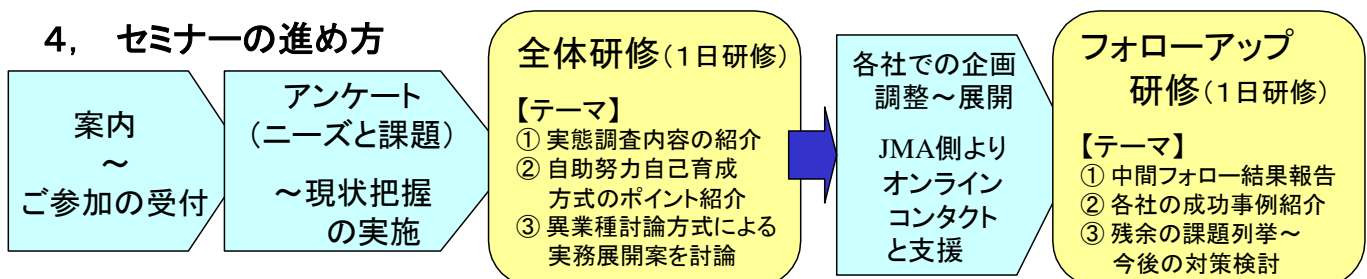 4， セミナーの進め方
案内
～
ご参加の受付
アンケート
（ニーズと課題）
～現状把握
の実施
全体研修（1日研修）
【テーマ】
① 実態調査内容の紹介
② 自助努力自己育成
方式のポイント紹介
③ 異業種討論方式による
実務展開案を討論
各社での企画
調整～展開
JMA側より
オンライン
コンタクト
と支援
フォローアップ
研修（1日研修）
【テーマ】
① 中間フォロー結果報告
② 各社の成功事例紹介
③ 残余の課題列挙～
今後の対策検討